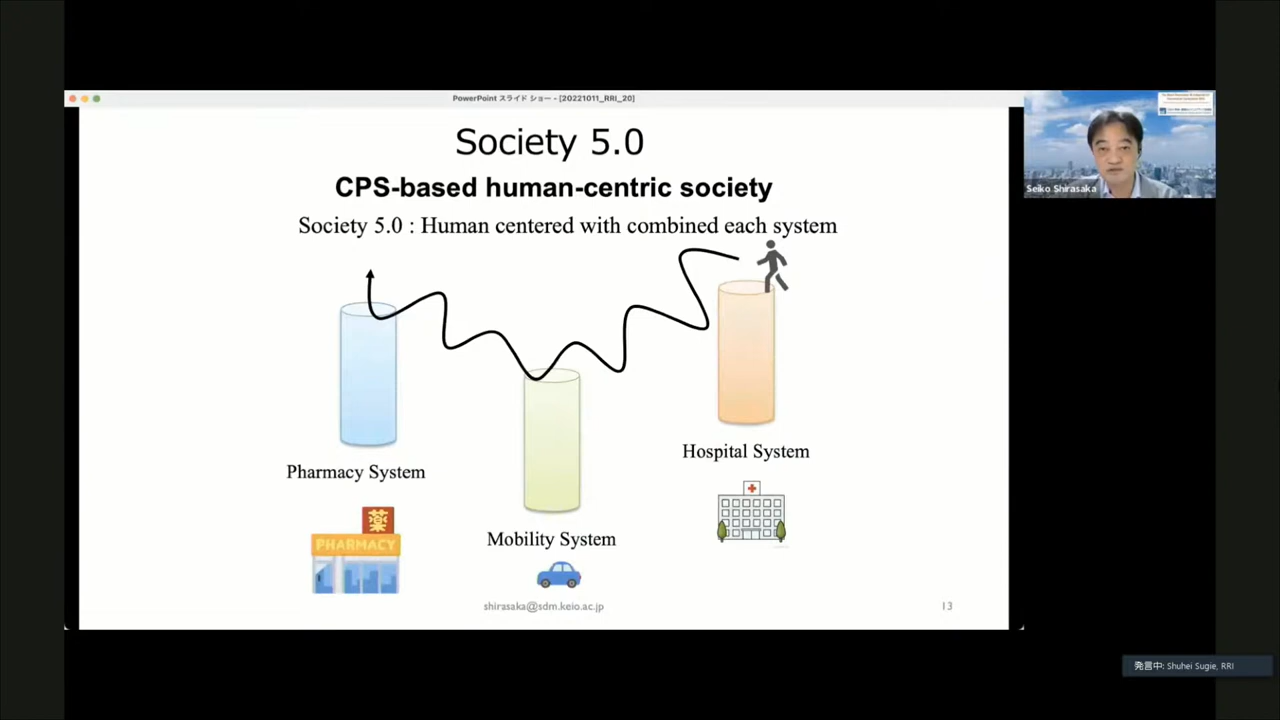 PowerPoint スライド ショー - [20221011_RRI_20]
Society 5.0
CPS-based human-centric society
Society 5.0 : Human centered with combined each system
Seiko Shirasaka
Pharmacy System
Hospital System
Mobility System
薬
PHARMACY
shirasaka@sdm.keio.ac.jp
13
発言中: Shuhei Sugie, RRI